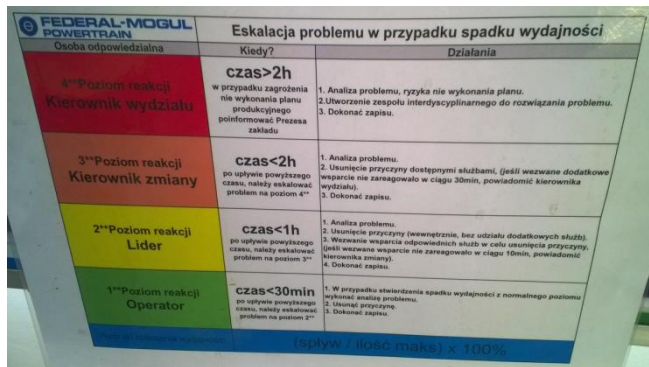 FEDERAL-MOGUL
POWERTRAIN
Eskalacja problemu w przypadku spadku wydajności
Osoba odpowiedzialna
Kiedy?
Działania
4**Poziom reakcji
Kierownik wydziału
czas>2h
w przypadku zagrożenia
nie wykonania planu
produkcyjnego
poinformować Prezesa
zakładu
1. Analiza problemu, ryzyka nie wykonania planu.
2.Utworzenie zespołu interdyscyplinarnego do rozwiązania problemu.
3. Dokonać zapisu.
3**Poziom reakcji
Kierownik zmiany
czas<2h
po upływie powyższego
czasu, należy eskalować
problem na poziom 4**
1. Analiza problemu.
2. Usunięcie przyczyny dostępnymi służbami, (jeśli wezwane dodatkowe
wsparcie nie zareagowało w ciągu 30min, powiadomić kierownika
wydziału).
3. Dokonać zapisu.
2**Poziom reakcji
Lider
czas<1h
po upływie powyższego
czasu, należy eskalować
problem na poziom 3**
1. Analiza problemu.
2. Usunięcie przyczyny (wewnętrznie, bez udziału dodatkowych służb).
3. Wezwanie wsparcia odpowiednich służb w celu usunięcia przyczyny,
(jeśli wezwane wsparcie nie zareagowało w ciągu 10min, powiadomić
kierownika zmiany).
4. Dokonać zapisu.
1**Poziom reakcji
Operator
czas<30min
po upływie powyższego
czasu, należy eskalować
problem na poziom 2**
1. W przypadku stwierdzenia spadku wydajności z normalnego poziomu
wykonać analizę problemu.
2. Usunąć przyczynę.
3. Dokonać zapisu.
(spływ / ilość maks) x 100%